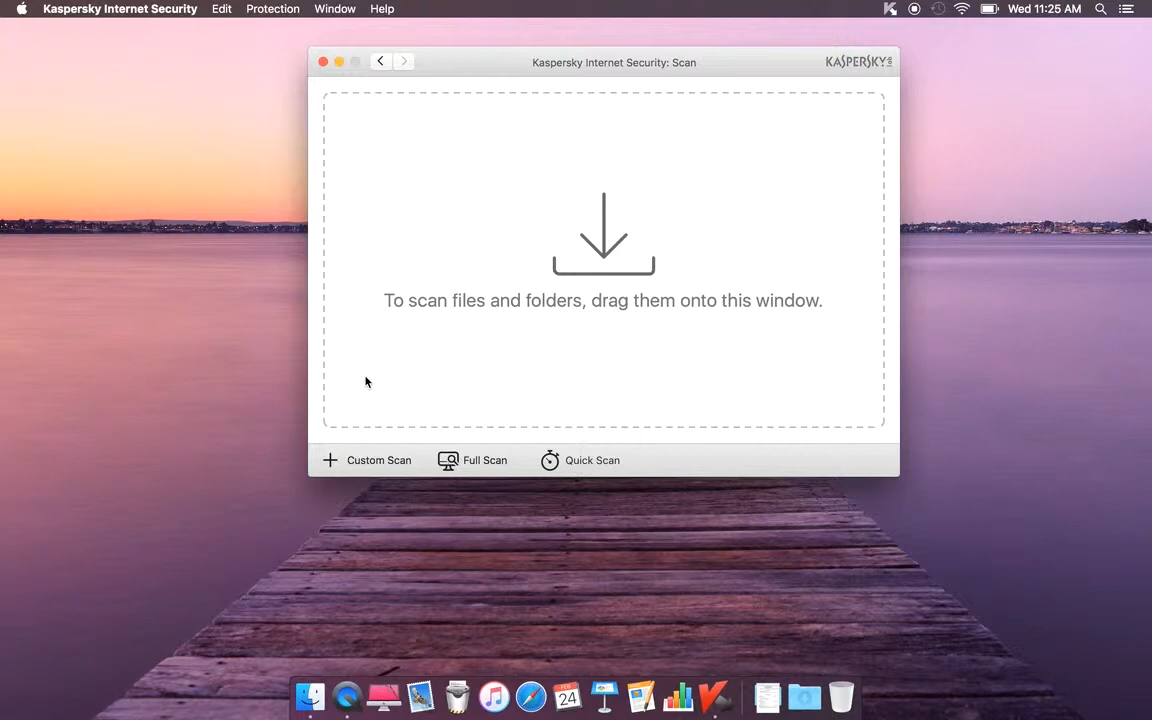 Kaspersky Internet Security Edit Protection Window Help Wed 11:25 AM
Kaspersky Internet Security: Scan KASPERSKY
To scan files and folders, drag them onto this window.
Custom Scan Full Scan Quick Scan
FEB
24